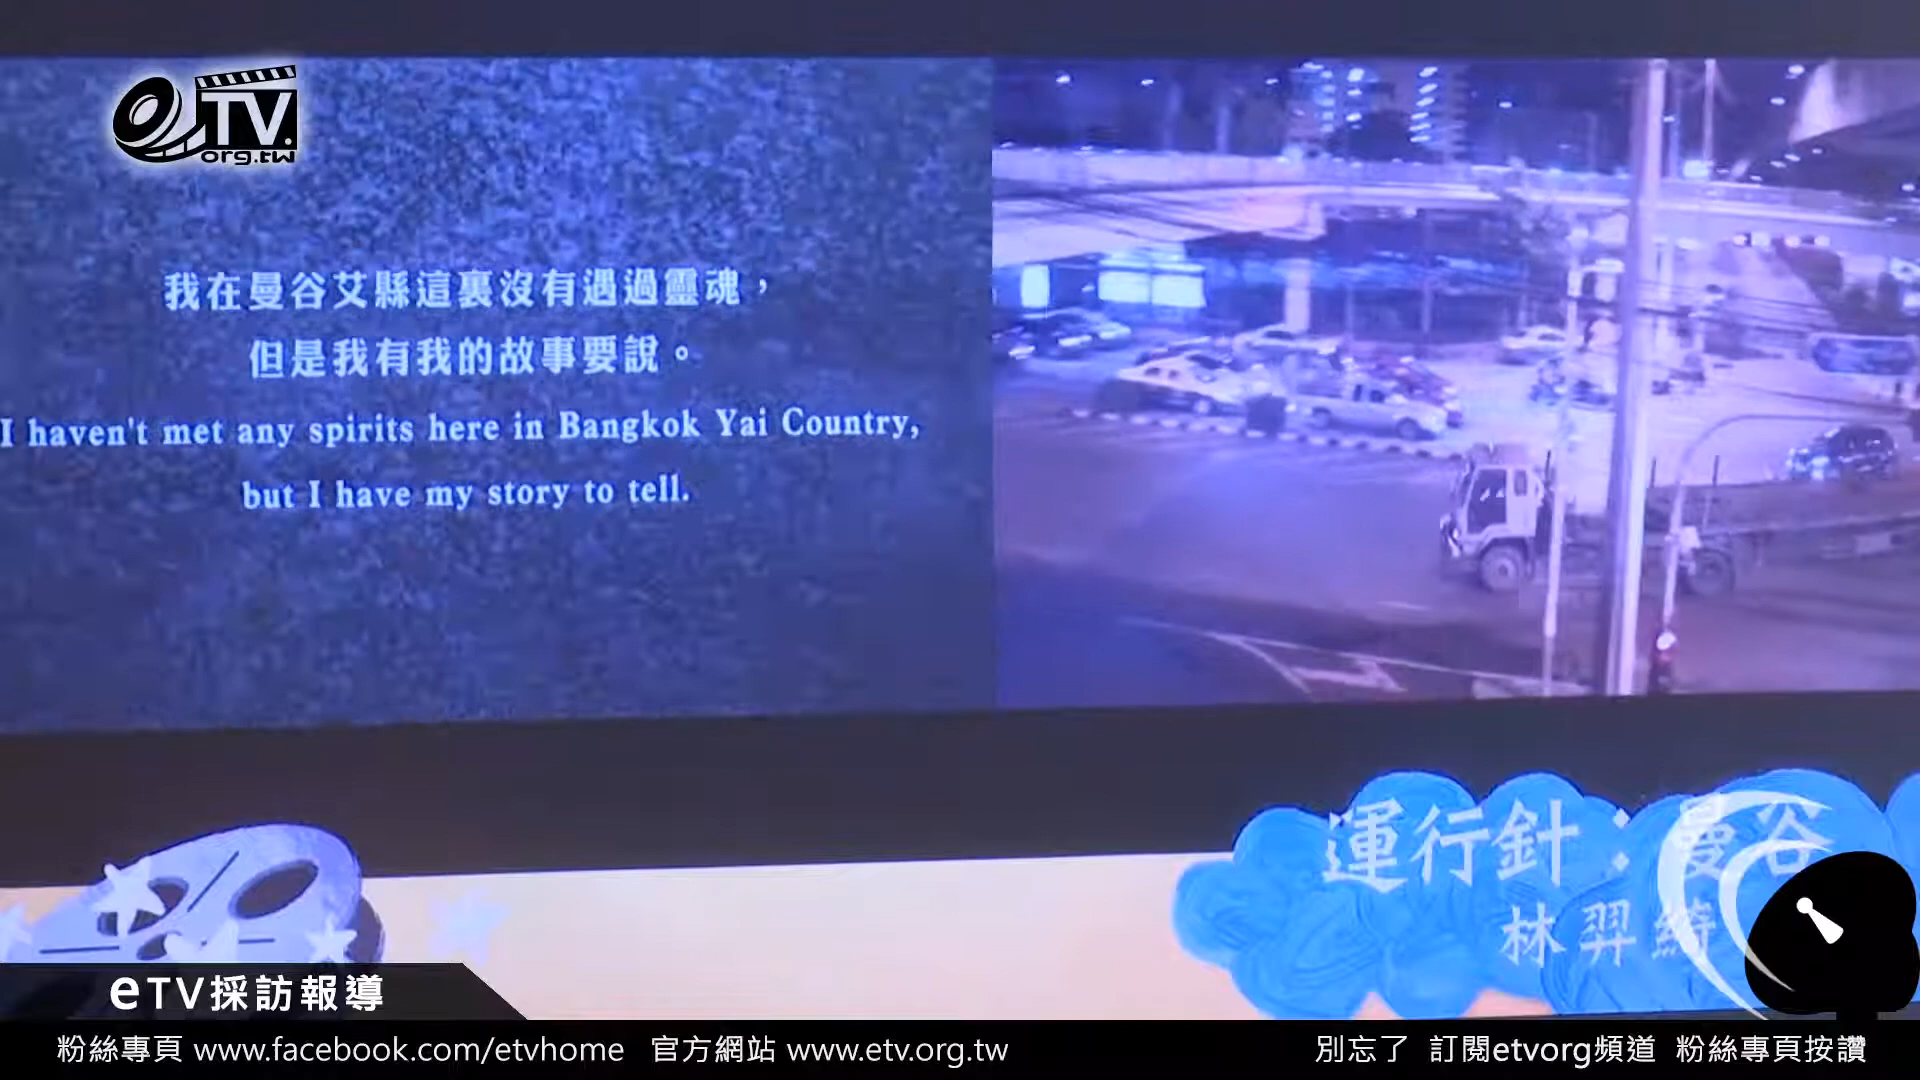 eTV.
org.tw
我在曼谷艾縣這裏沒有遇過靈魂，
但是我有我的故事要說。
I haven't met any spirits here in Bangkok Yai Country,
but I have my story to tell.
運行針：曼谷
林羿綺
eTV採訪報導
粉絲專頁 www.facebook.com/etvhome 官方網站 www.etv.org.tw
別忘了 訂閱etvorg頻道 粉絲專頁按讚